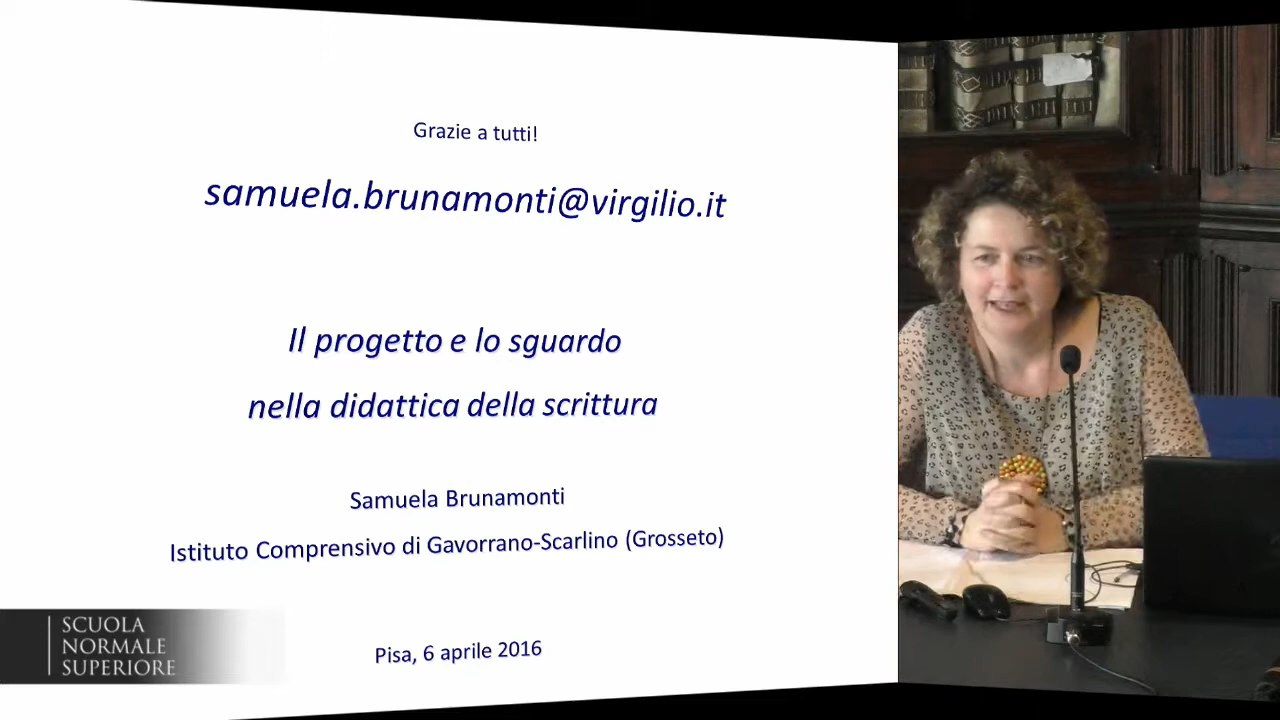 Grazie a tutti!
samuela.brunamonti@virgilio.it
Il progetto e lo sguardo
nella didattica della scrittura
Samuela Brunamonti
Istituto Comprensivo di Gavorrano-Scarlino (Grosseto)
Pisa, 6 aprile 2016
SCUOLA
NORMALE
SUPERIORE